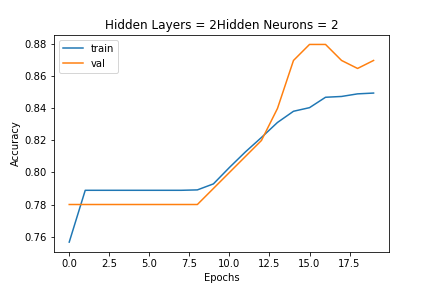 Hidden Layers = 2Hidden Neurons = 2
train
val
0.88
0.86
0.84
0.82
0.80
0.78
0.76
Accuracy
0.0 2.5 5.0 7.5 10.0 12.5 15.0 17.5
Epochs